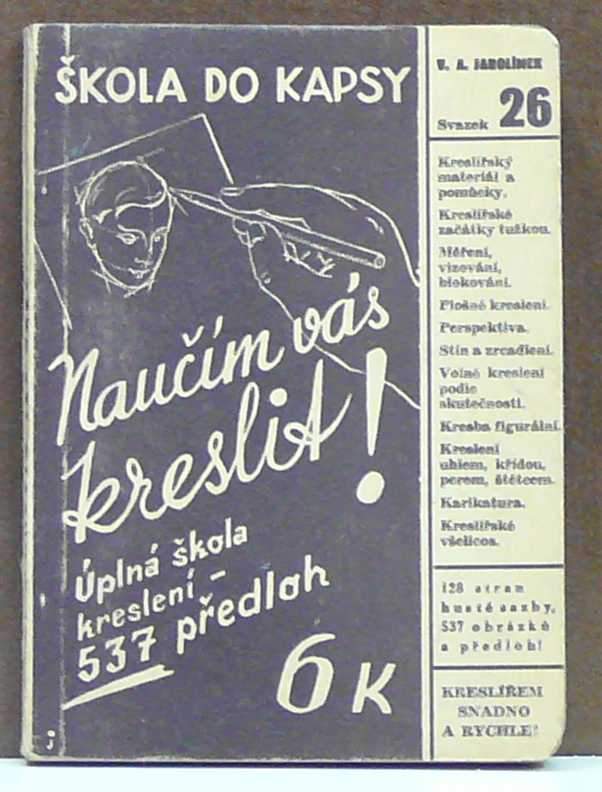 ŠKOLA DO KAPSY
Naučím vás
kreslit!
Úplná škola
kreslení –
537 předloh
6 K
j
V. A. JAROLÍMEK
Svazek 26
Kreslířský
materiál a
pomůcky.
Kreslířské
začátky tužkou.
Měření,
vizování,
blokování.
Plošné kreslení.
Perspektiva.
Stín a zrcadlení.
Volné kreslení
podle
skutečnosti.
Kresba figurální.
Kreslení
uhlem, křídou,
perem, štětcem.
Karikatura.
Kreslířské
všelicos.
128 stran
husté sazby,
537 obrázků
a předloh!
KRESLÍŘEM
SNADNO
A RYCHLE!